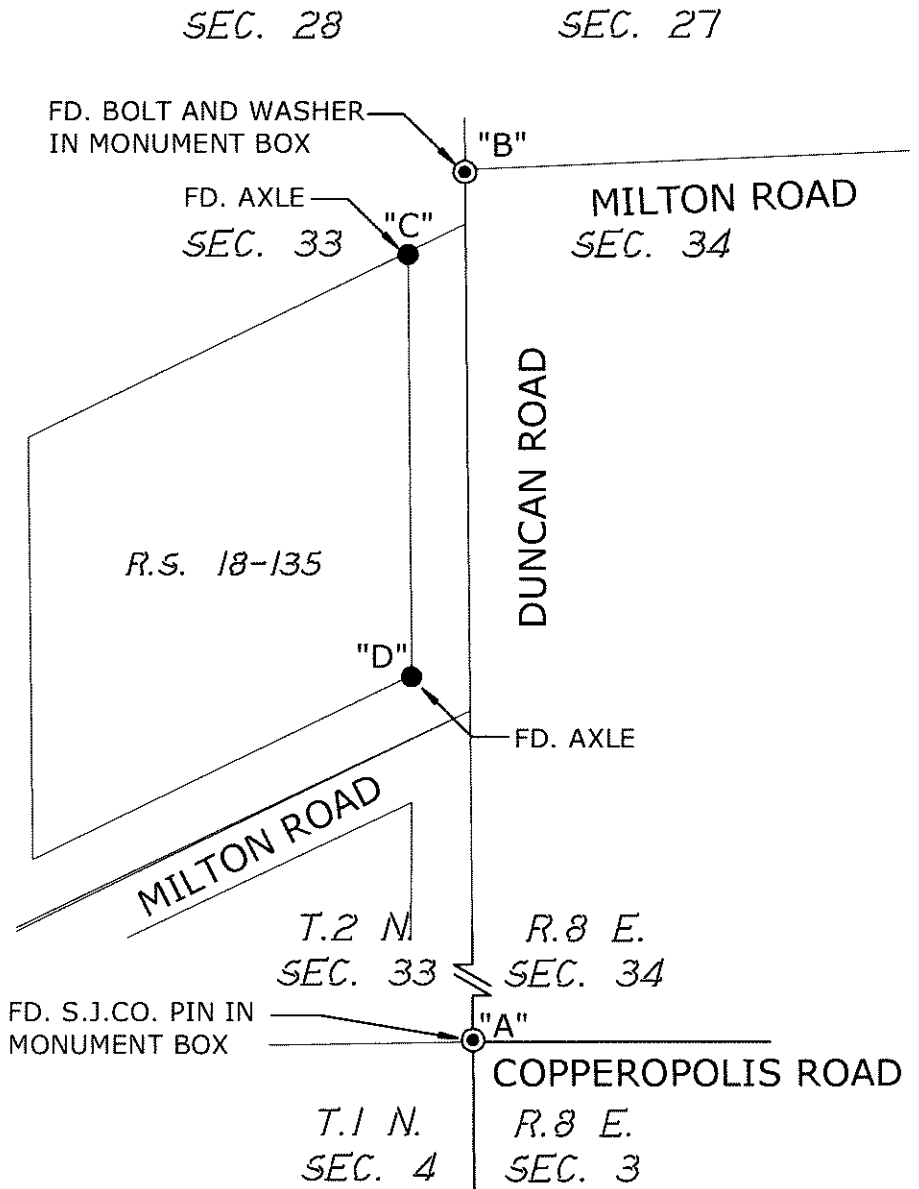 SEC. 28
SEC. 27
FD. BOLT AND WASHER
IN MONUMENT BOX
"B"
MILTON ROAD
FD. AXLE
"C"
SEC. 33
SEC. 34
DUNCAN ROAD
R.S. 18-135
"D"
FD. AXLE
MILTON ROAD
T.2 N.
R.8 E.
SEC. 33
SEC. 34
FD. S.J.CO. PIN IN
MONUMENT BOX
"A"
COPPEROPOLIS ROAD
T.1 N.
R.8 E.
SEC. 4
SEC. 3